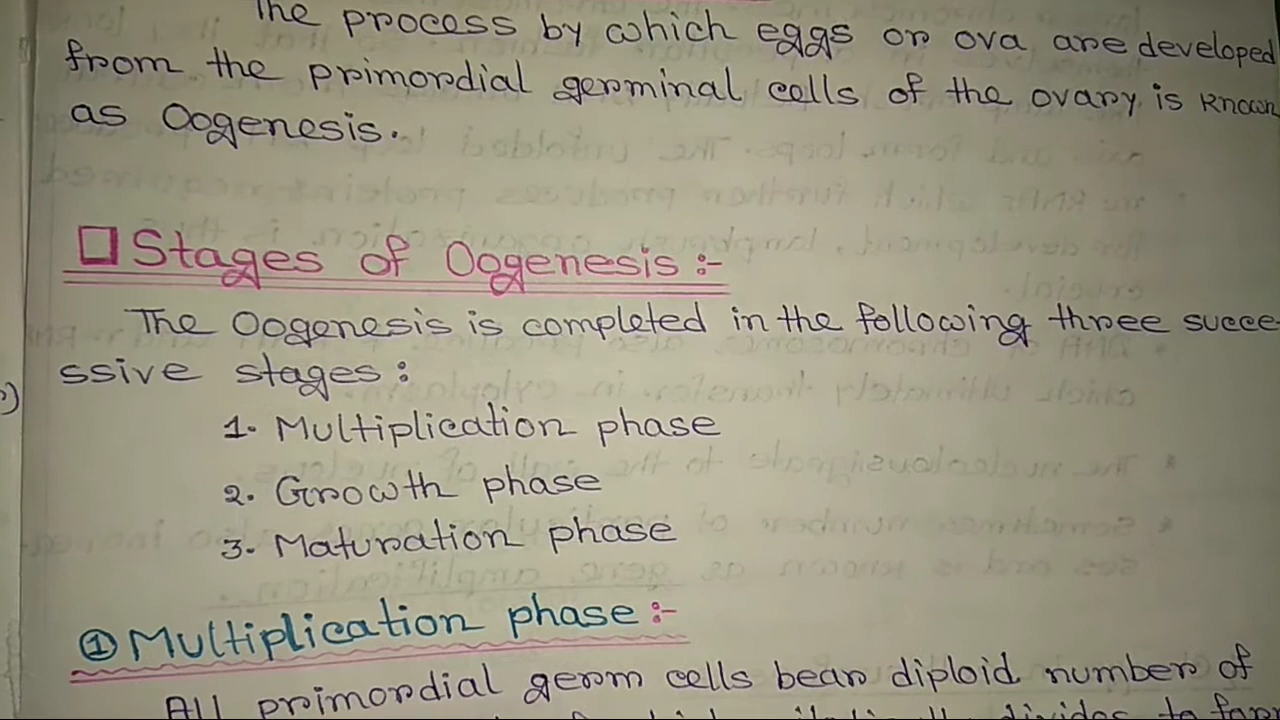 The process by which eggs or ova are developed
from the primordial germinal cells of the ovary is known
as Oogenesis.
Stages of Oogenesis :-
The Oogenesis is completed in the following three succe
ssive stages :
1. Multiplication phase
2. Growth phase
3. Maturation phase
① Multiplication phase :-
All primordial germ cells bear diploid number of